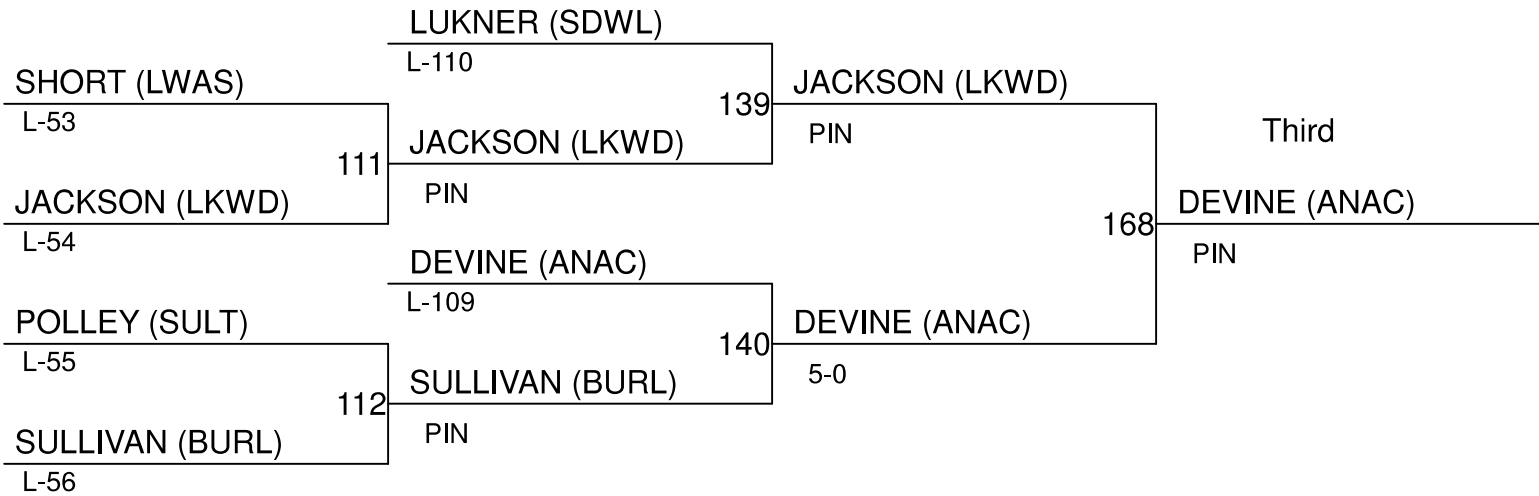 LUKNER (SDWL)
L-110
SHORT (LWAS)
L-53
139
JACKSON (LKWD)
PIN
111
JACKSON (LKWD)
PIN
JACKSON (LKWD)
L-54
Third
168
DEVINE (ANAC)
PIN
DEVINE (ANAC)
L-109
POLLEY (SULT)
L-55
140
DEVINE (ANAC)
5-0
112
SULLIVAN (BURL)
PIN
SULLIVAN (BURL)
L-56